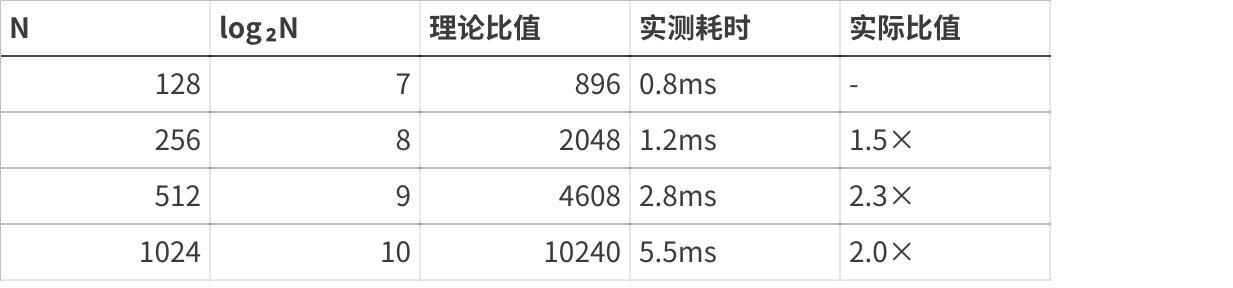 N log₂N 理论比值 实测耗时 实际比值
128 7 896 0.8ms -
256 8 2048 1.2ms 1.5×
512 9 4608 2.8ms 2.3×
1024 10 10240 5.5ms 2.0×